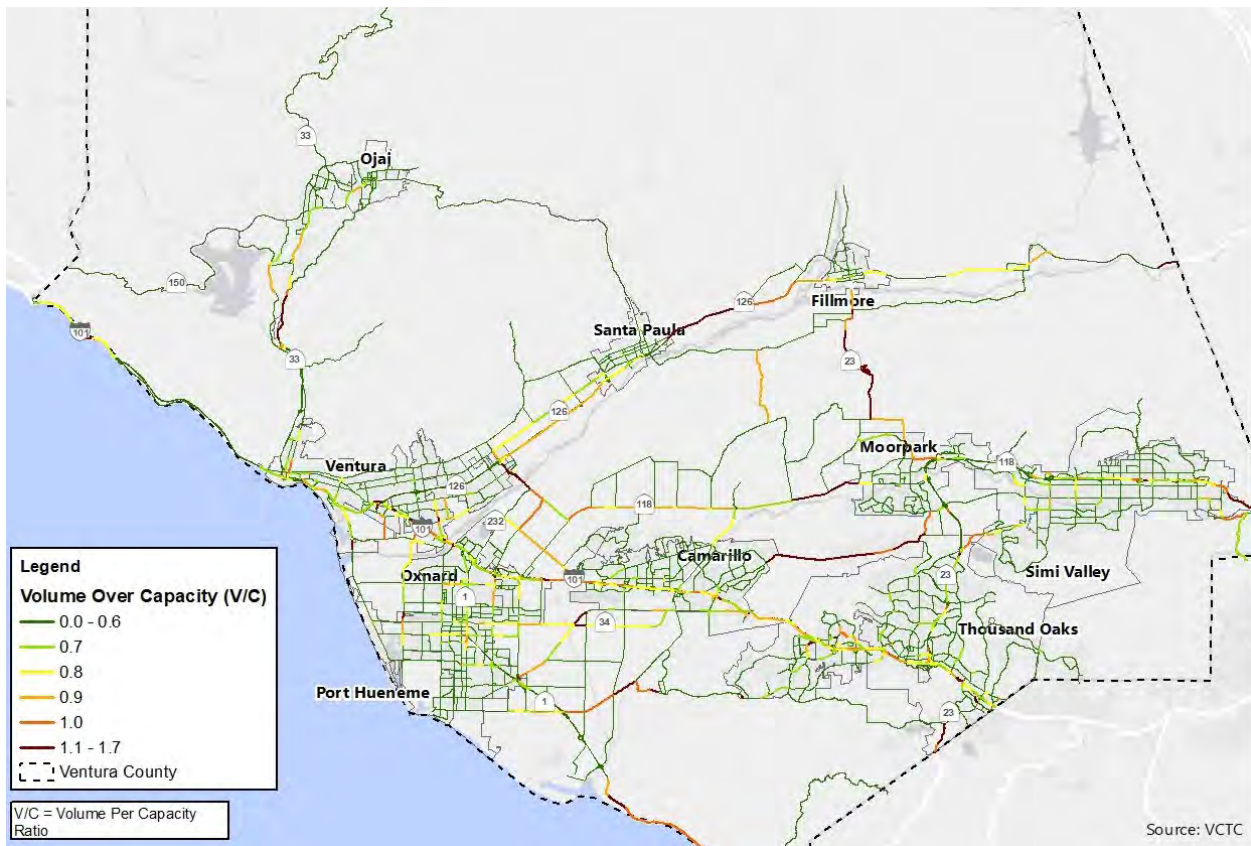 33
Ojai
150
126
Fillmore
Santa Paula
101
23
33
126
Moorpark
118
Ventura
126
118
101
232
Camarillo
Oxnard
101
Simi Valley
23
1
34
Thousand Oaks
Port Hueneme
1
23
Legend
Volume Over Capacity (V/C)
0.0 - 0.6
0.7
0.8
0.9
1.0
1.1 - 1.7
Ventura County
V/C = Volume Per Capacity
Ratio
Source: VCTC